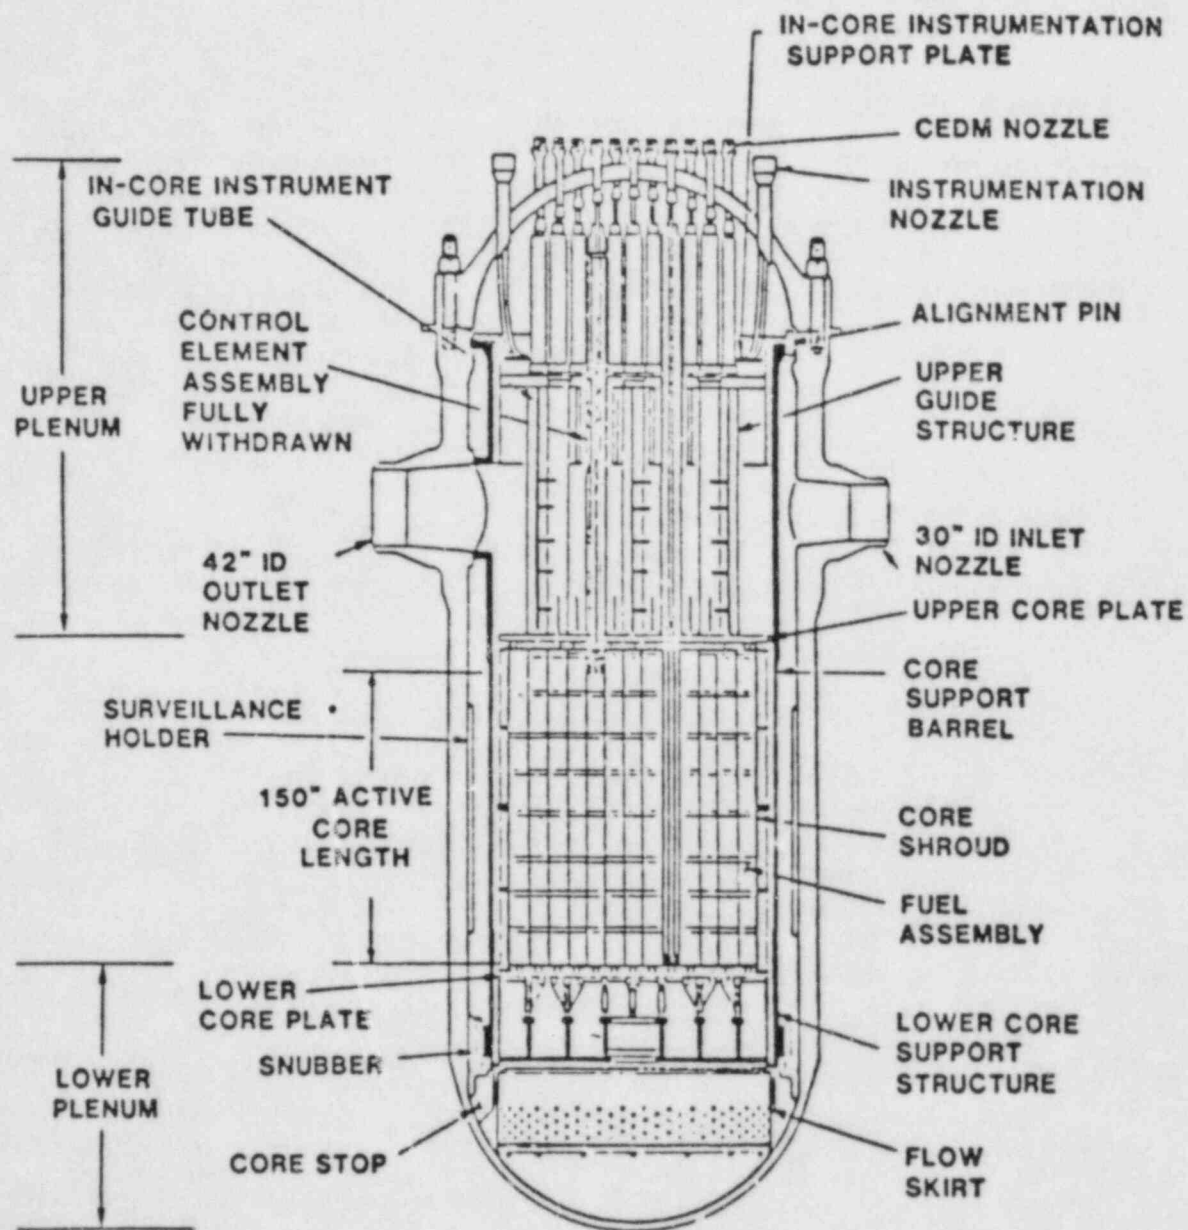 IN-CORE INSTRUMENTATION
SUPPORT PLATE
CEDM NOZZLE
IN-CORE INSTRUMENT
GUIDE TUBE
INSTRUMENTATION
NOZZLE
CONTROL
ELEMENT
ASSEMBLY
FULLY
WITHDRAWN
ALIGNMENT PIN
UPPER
GUIDE
STRUCTURE
UPPER
PLENUM
42" ID
OUTLET
NOZZLE
30" ID INLET
NOZZLE
UPPER CORE PLATE
CORE
SUPPORT
BARREL
SURVEILLANCE
HOLDER
150" ACTIVE
CORE
LENGTH
CORE
SHROUD
FUEL
ASSEMBLY
LOWER
CORE PLATE
SNUBBER
LOWER CORE
SUPPORT
STRUCTURE
LOWER
PLENUM
CORE STOP
FLOW
SKIRT